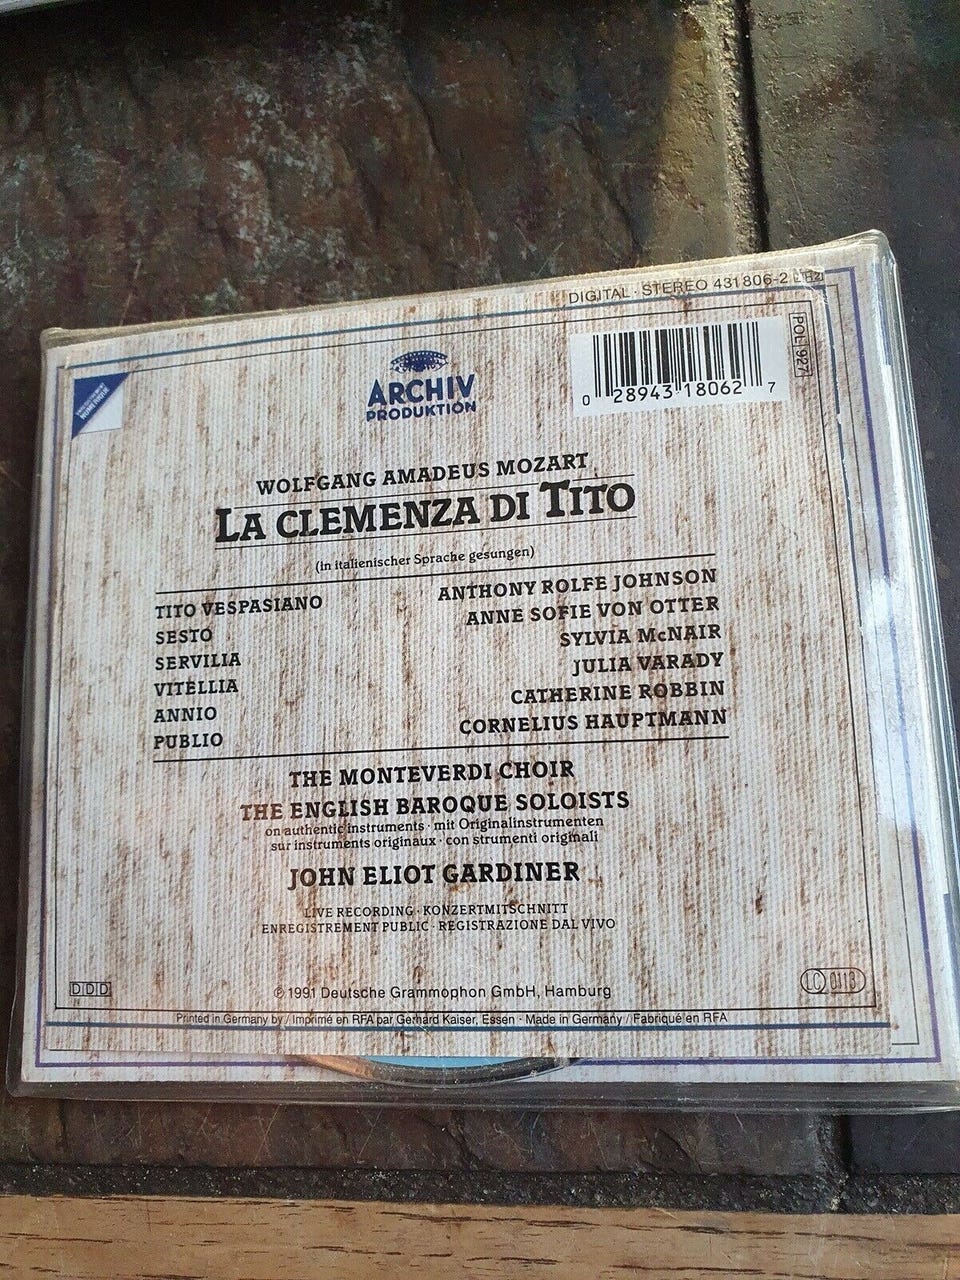 DIGITAL · STEREO 431 806-2
POL 927
ARCHIV
PRODUKTION
0 28943 18062 7
WOLFGANG AMADEUS MOZART
LA CLEMENZA DI TITO
(in italienischer Sprache gesungen)
TITO VESPASIANO ANTHONY ROLFE JOHNSON
SESTO ANNE SOFIE VON OTTER
SERVILIA SYLVIA McNAIR
VITELLIA JULIA VARADY
ANNIO CATHERINE ROBBIN
PUBLIO CORNELIUS HAUPTMANN
THE MONTEVERDI CHOIR
THE ENGLISH BAROQUE SOLOISTS
on authentic instruments · mit Originalinstrumenten
sur instruments originaux · con strumenti originali
JOHN ELIOT GARDINER
LIVE RECORDING · KONZERTMITSCHNITT
ENREGISTREMENT PUBLIC · REGISTRAZIONE DAL VIVO
DDD
LC 0113
℗ 1991 Deutsche Grammophon GmbH, Hamburg
Printed in Germany by / Imprimé en RFA par Gerhard Kaiser, Essen · Made in Germany / Fabriqué en RFA